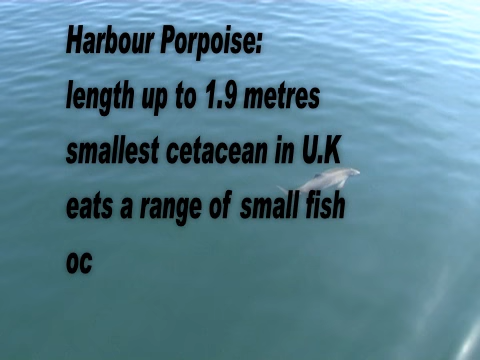 Harbour Porpoise:
length up to 1.9 metres
smallest cetacean in U.K
eats a range of small fish
oc